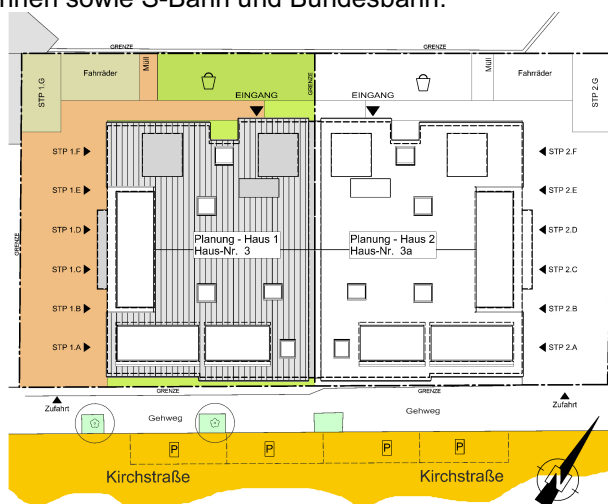 nnen sowie S-Bahn und Bundesbahn.
GRENZE
GRENZE
STP 1.G
Fahrräder
Müll
GRENZE
Müll
Fahrräder
STP 2.G
EINGANG
EINGANG
STP 1.F
STP 2.F
STP 1.E
STP 2.E
GRENZE
STP 1.D
STP 2.D
Planung - Haus 1
Haus-Nr. 3
Planung - Haus 2
Haus-Nr. 3a
STP 1.C
STP 2.C
STP 1.B
STP 2.B
STP 1.A
STP 2.A
GRENZE
GRENZE
Zufahrt
Gehweg
Gehweg
Zufahrt
P
P
P
P
Kirchstraße
Kirchstraße
N